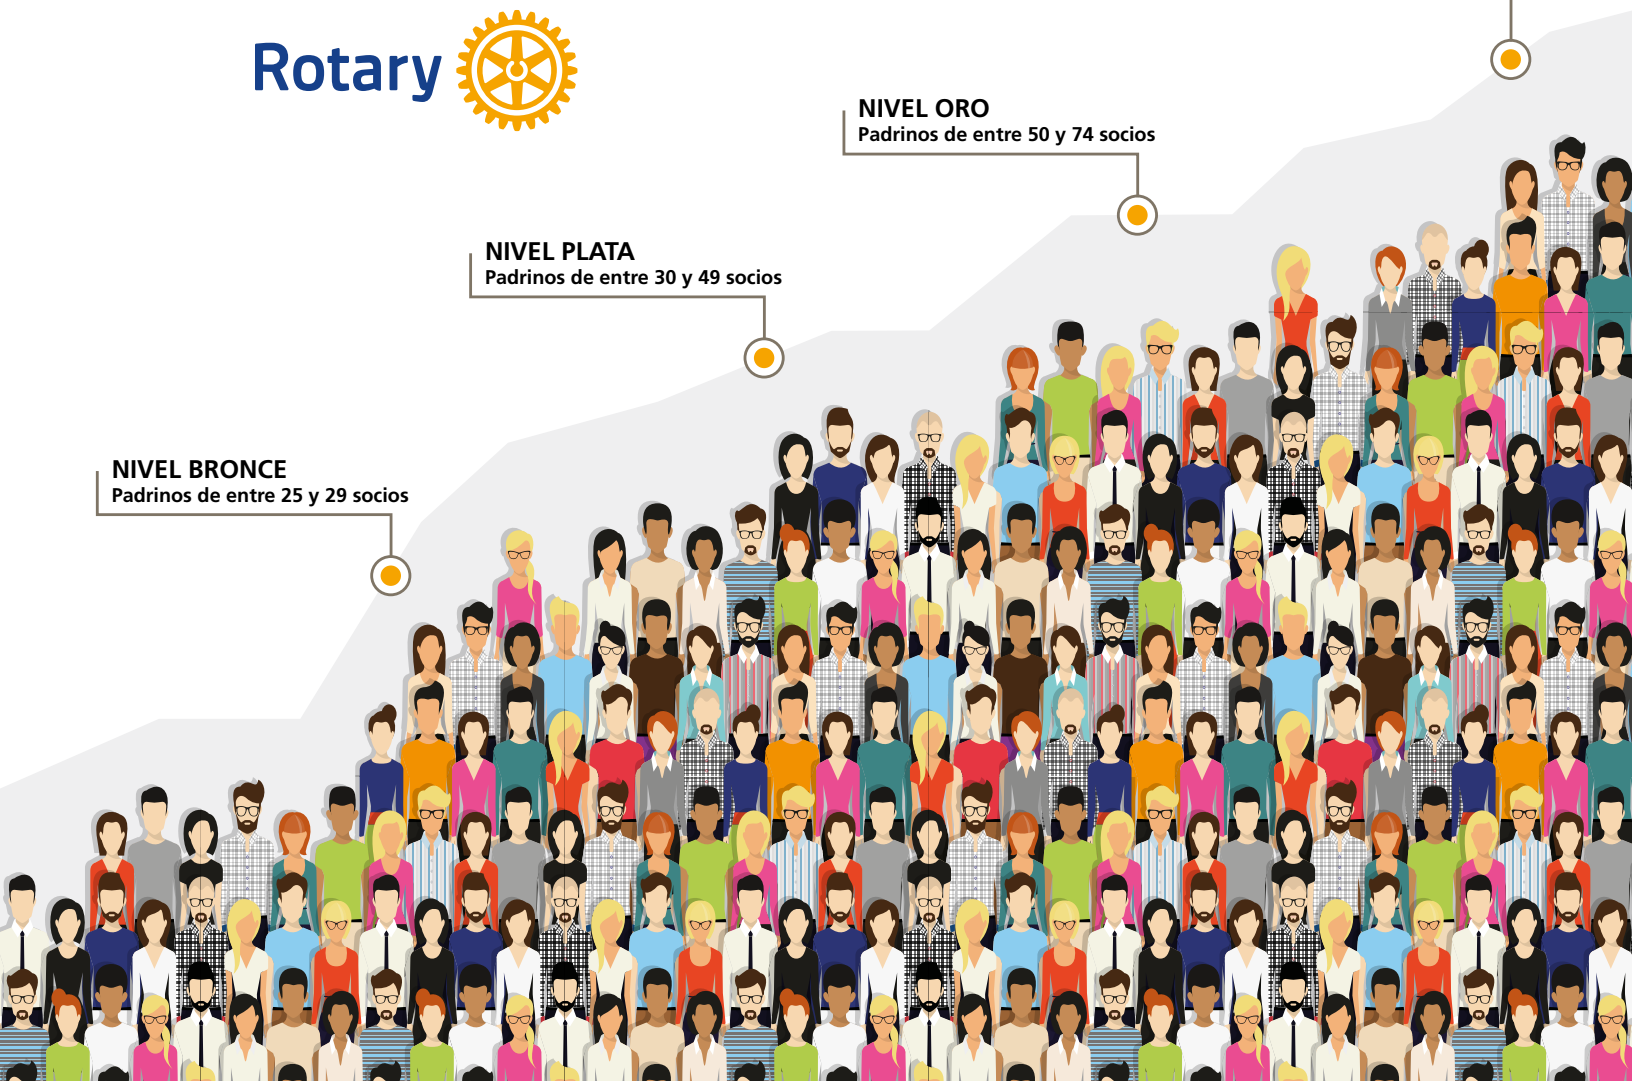 Rotary
NIVEL ORO
Padrinos de entre 50 y 74 socios
NIVEL PLATA
Padrinos de entre 30 y 49 socios
NIVEL BRONCE
Padrinos de entre 25 y 29 socios